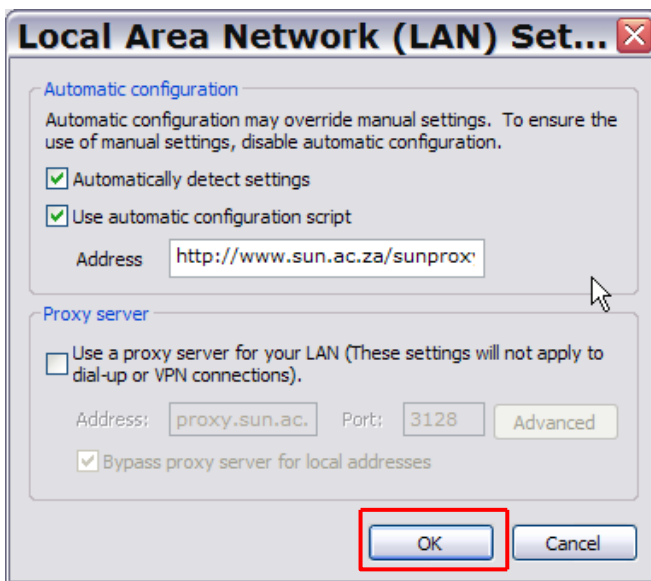 Local Area Network (LAN) Set...
Automatic configuration
Automatic configuration may override manual settings. To ensure the
use of manual settings, disable automatic configuration.
Automatically detect settings
Use automatic configuration script
Address http://www.sun.ac.za/sunproxy
Proxy server
Use a proxy server for your LAN (These settings will not apply to
dial-up or VPN connections).
Address: proxy.sun.ac. Port: 3128 Advanced
Bypass proxy server for local addresses
OK Cancel